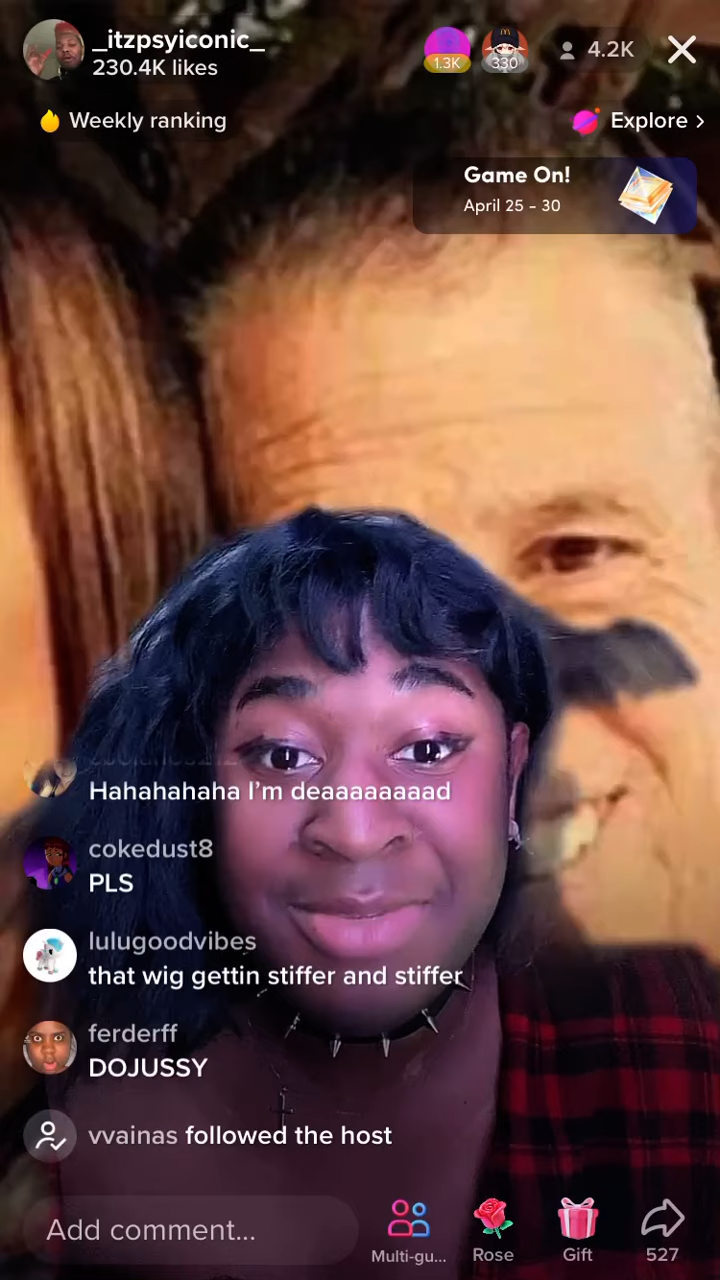 _itzpsyiconic_
230.4K likes
1.3K
330
4.2K
Weekly ranking
Explore >
Game On!
April 25 - 30
Hahahahaha I'm deaaaaaaaad
cokedust8
PLS
lulugoodvibes
that wig gettin stiffer and stiffer
ferderff
DOJUSSY
vvainas followed the host
Add comment...
Multi-gu...
Rose
Gift
527